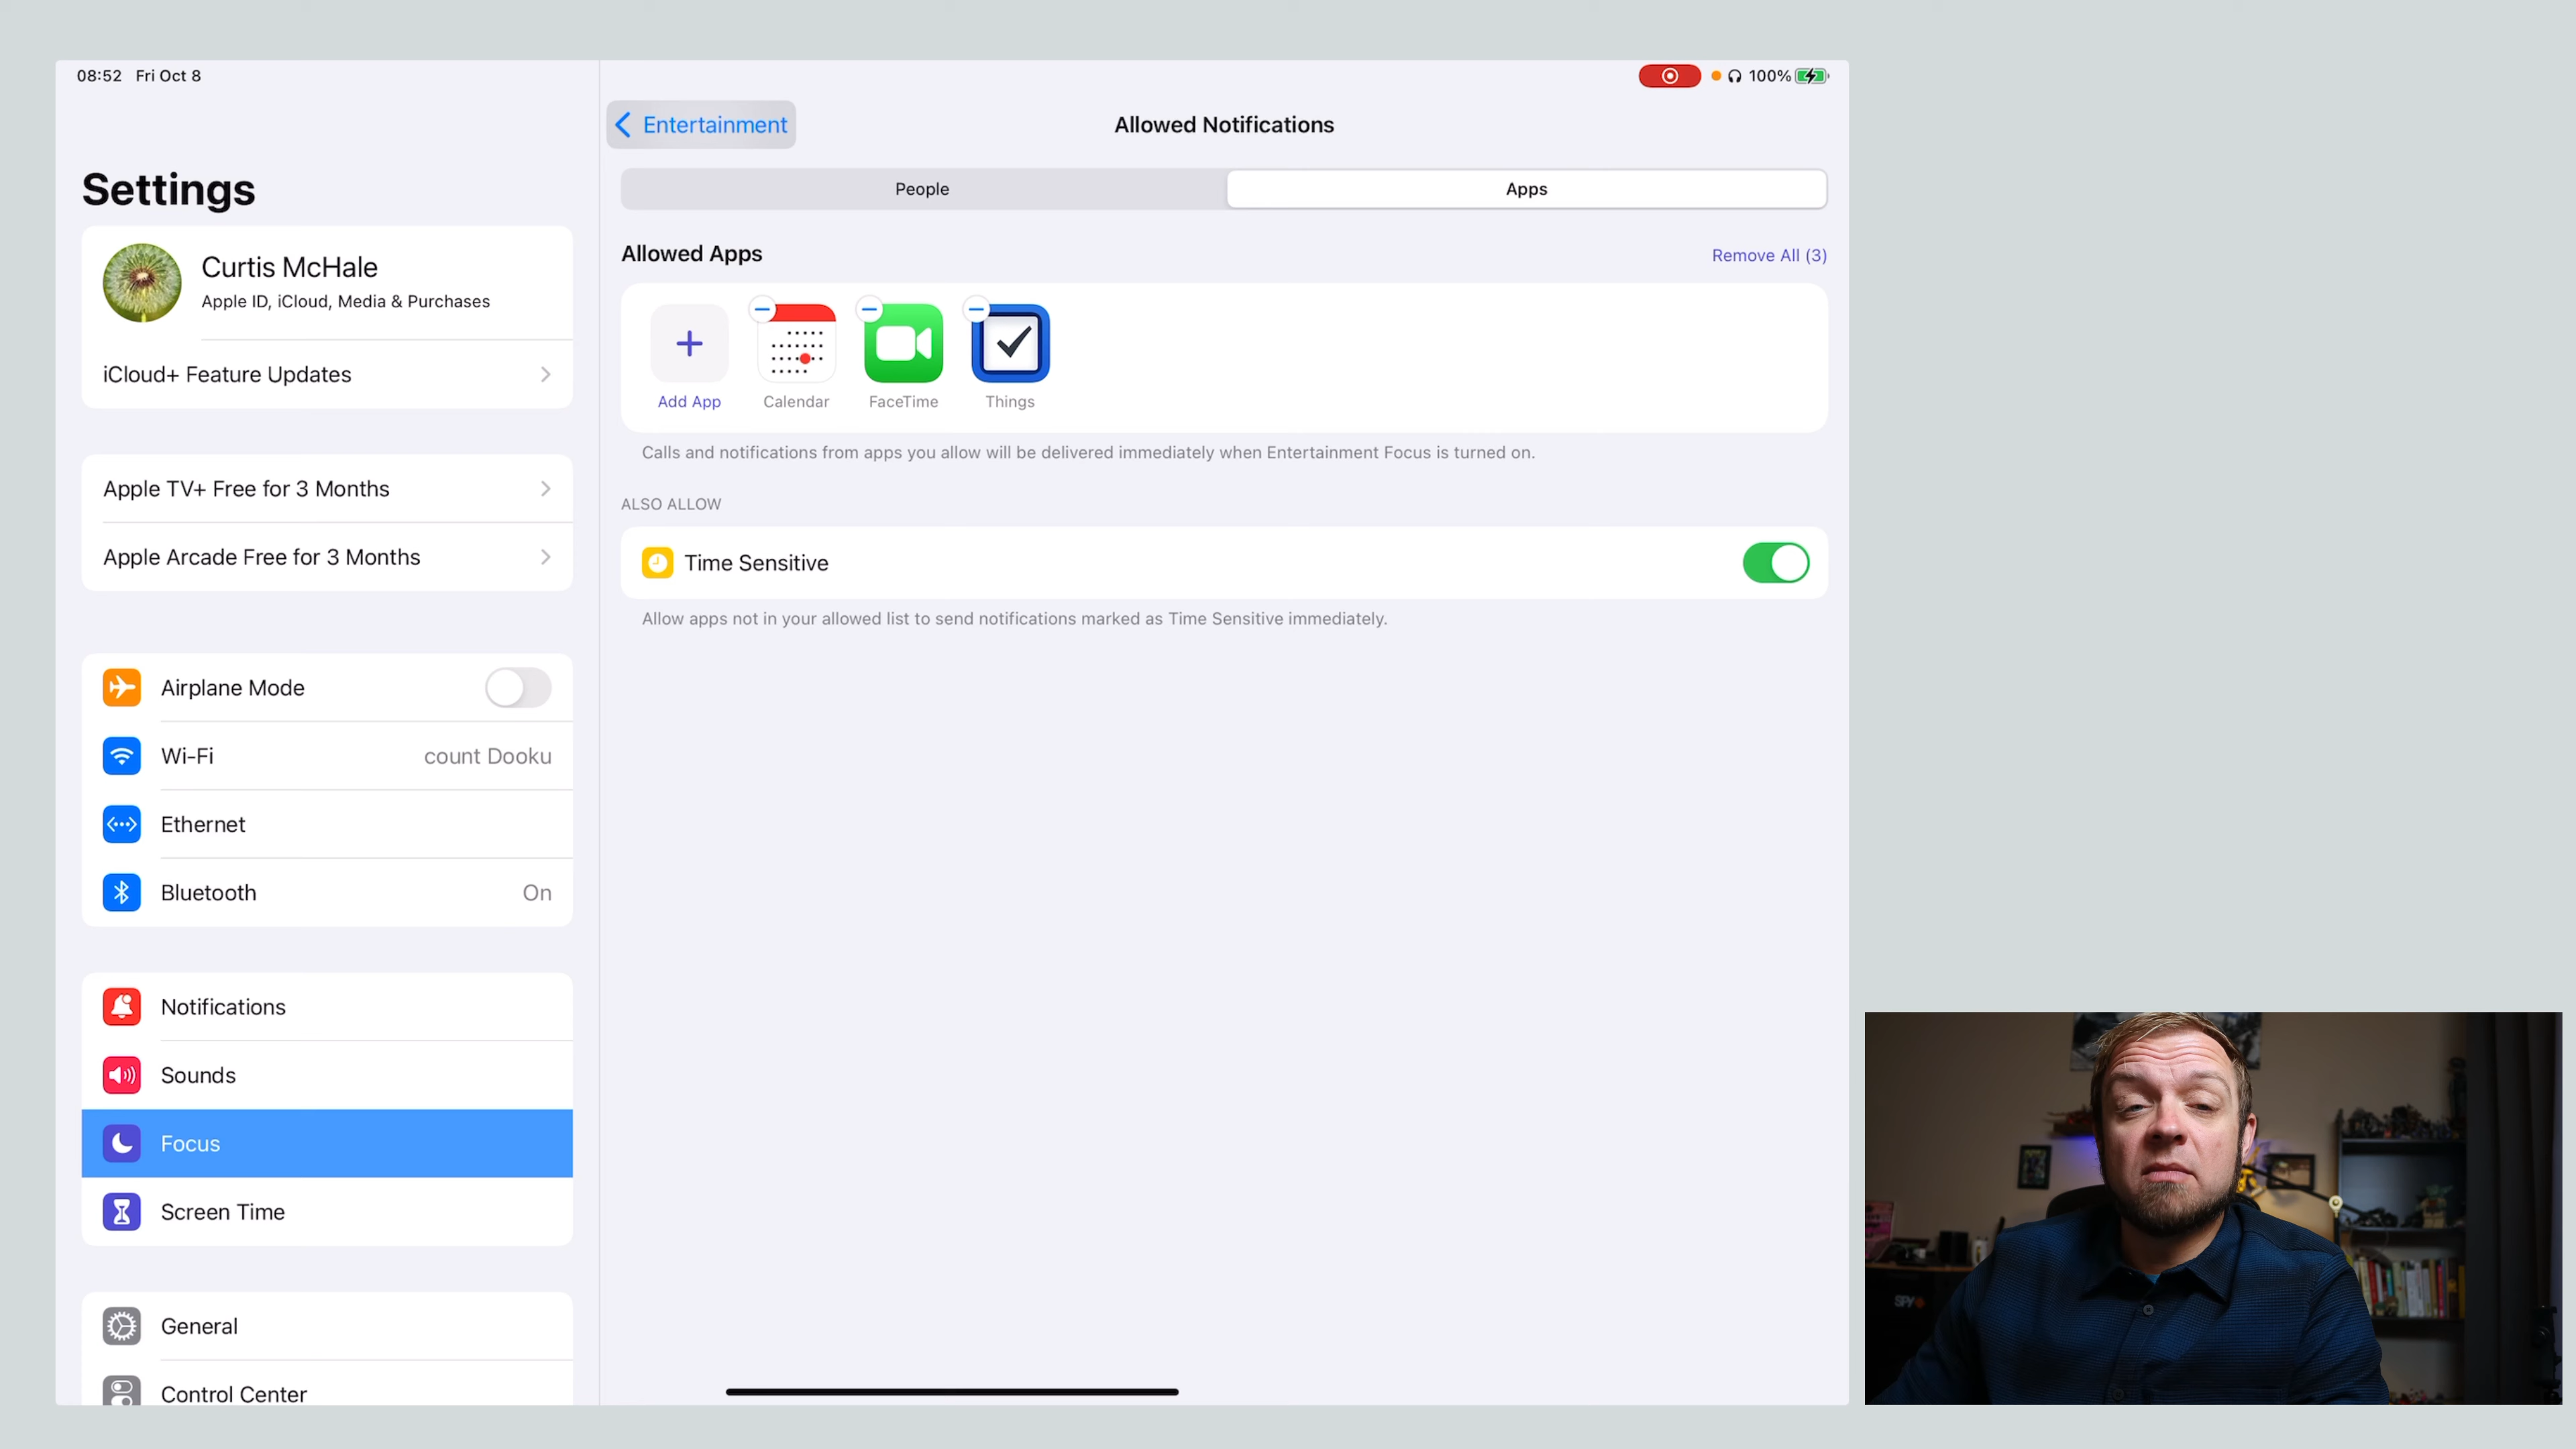 08:52 Fri Oct 8
100%
Settings
Curtis McHale
Apple ID, iCloud, Media & Purchases
iCloud+ Feature Updates
Apple TV+ Free for 3 Months
Apple Arcade Free for 3 Months
Airplane Mode
Wi-Fi count Dooku
Ethernet
Bluetooth On
Notifications
Sounds
Focus
Screen Time
General
Control Center
Entertainment
Allowed Notifications
People Apps
Allowed Apps
Remove All (3)
Add App Calendar FaceTime Things
Calls and notifications from apps you allow will be delivered immediately when Entertainment Focus is turned on.
ALSO ALLOW
Time Sensitive
Allow apps not in your allowed list to send notifications marked as Time Sensitive immediately.